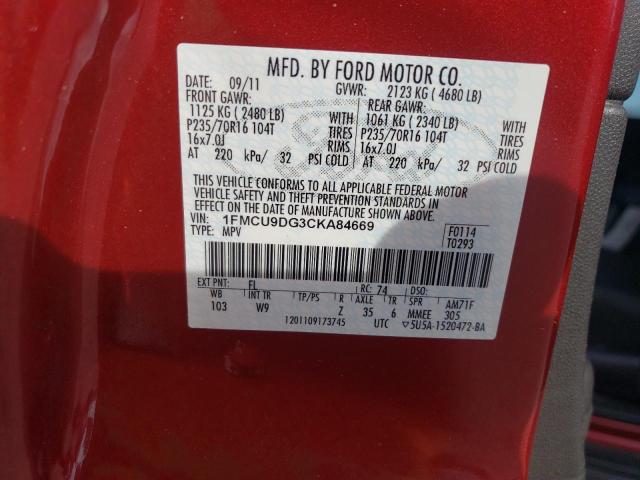 MFD. BY FORD MOTOR CO.
DATE: 09/11 GVWR: 2123 KG ( 4680 LB)
FRONT GAWR: REAR GAWR:
1125 KG ( 2480 LB) 1061 KG ( 2340 LB)
P235/70R16 104T TIRES P235/70R16 104T TIRES
16x7.0J RIMS 16x7.0J RIMS
AT 220 kPa/ 32 PSI COLD AT 220 kPa/ 32 PSI COLD
THIS VEHICLE CONFORMS TO ALL APPLICABLE FEDERAL MOTOR
VEHICLE SAFETY AND THEFT PREVENTION STANDARDS IN EFFECT
ON THE DATE OF MANUFACTURE SHOWN ABOVE.
VIN: 1FMCU9DG3CKA84669 F0114
TYPE: MPV T0293
EXT PNT: FL RC: 74 DSO:
WB INT TR TP/PS R AXLE TR SPR AM71F
103 W9 Z 35 6 MMEE 305
1201109173745 UTC ▽5U5A-1520472-BA
Ford